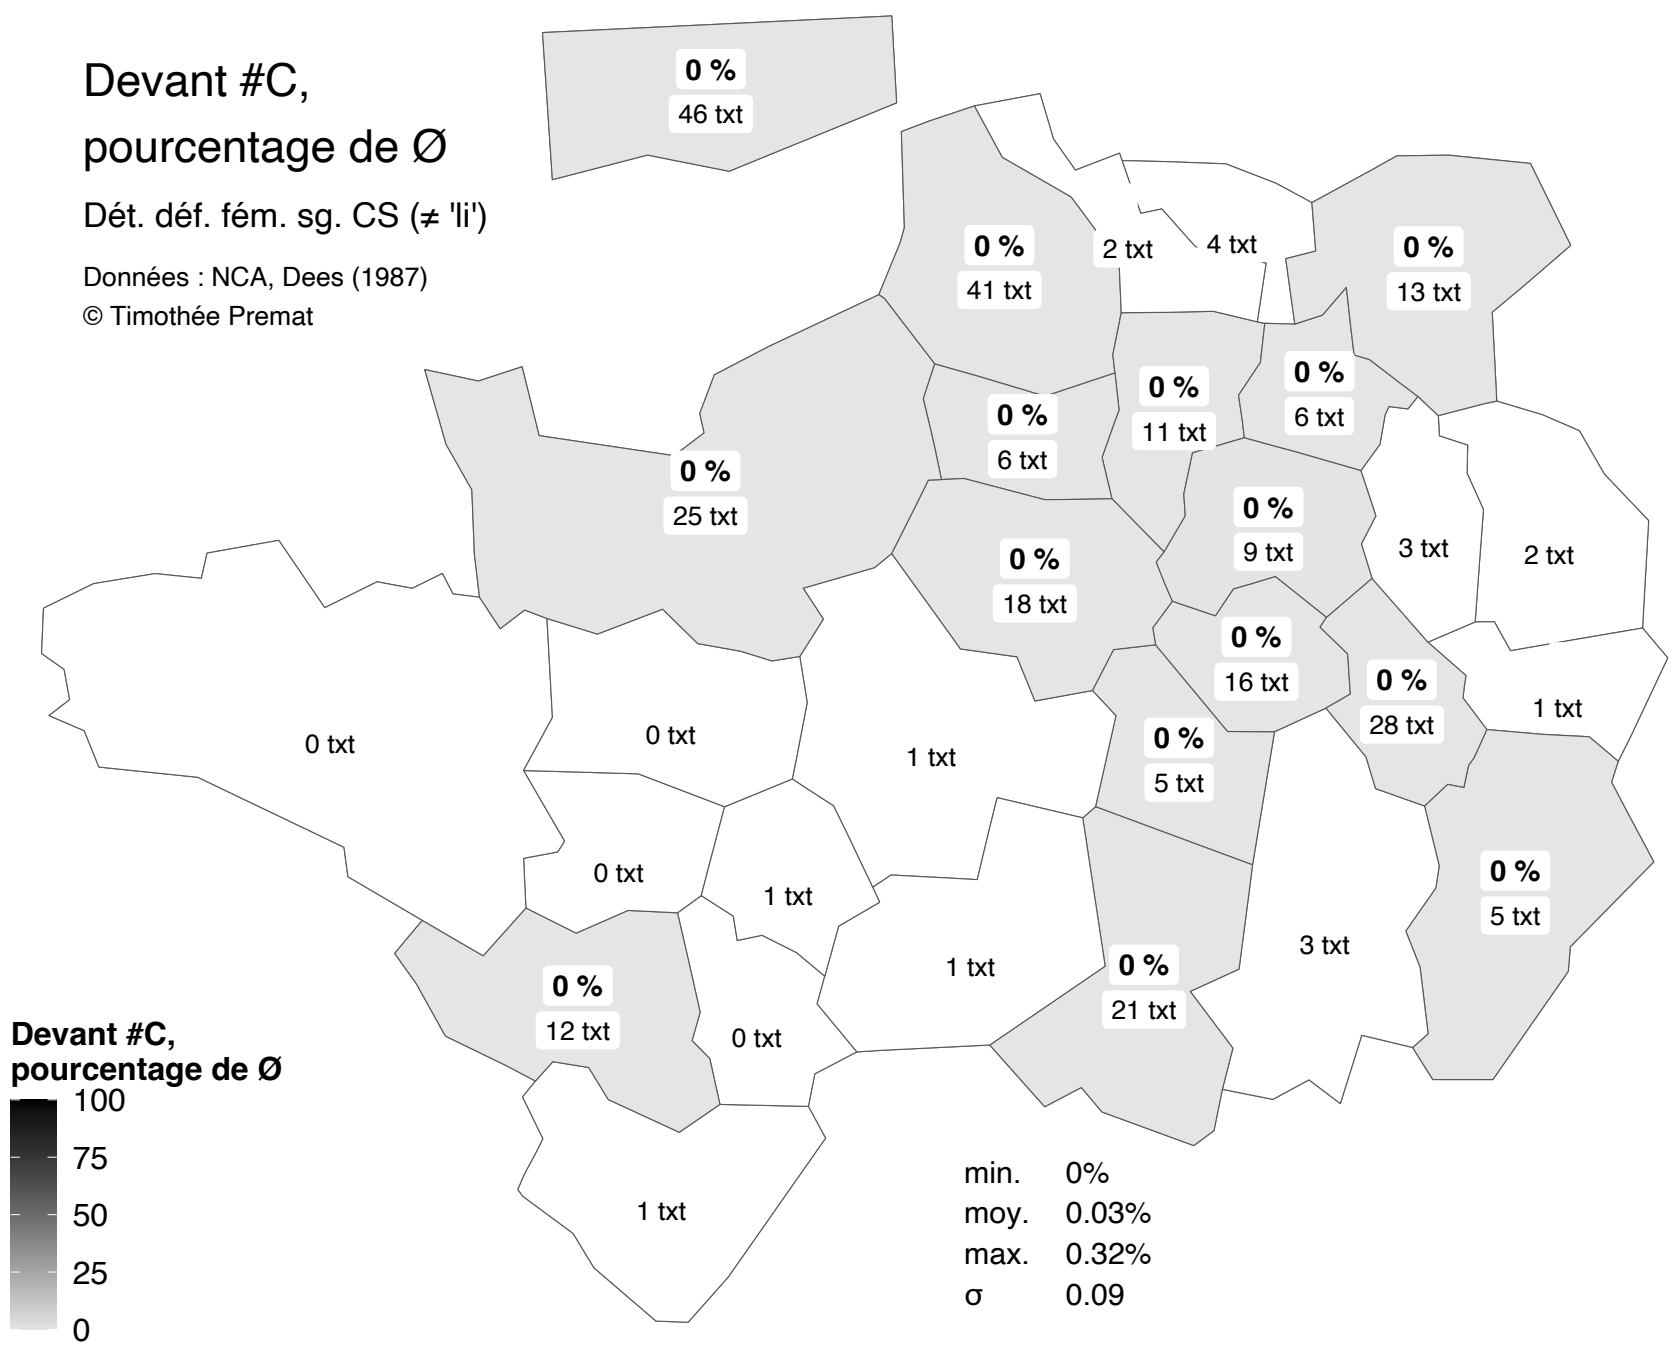 Devant #C,
pourcentage de Ø
Dét. déf. fém. sg. CS (≠ 'li')
Données : NCA, Dees (1987)
© Timothée Premat
0 %
46 txt
0 %
41 txt
2 txt
4 txt
0 %
13 txt
0 %
6 txt
0 %
11 txt
0 %
6 txt
0 %
25 txt
0 %
9 txt
3 txt
2 txt
0 %
18 txt
0 %
16 txt
0 %
28 txt
1 txt
0 txt
0 txt
1 txt
0 %
5 txt
0 txt
1 txt
0 %
5 txt
1 txt
0 %
21 txt
3 txt
0 %
12 txt
0 txt
1 txt
Devant #C,
pourcentage de Ø
100
75
50
25
0
min. 0%
moy. 0.03%
max. 0.32%
σ 0.09